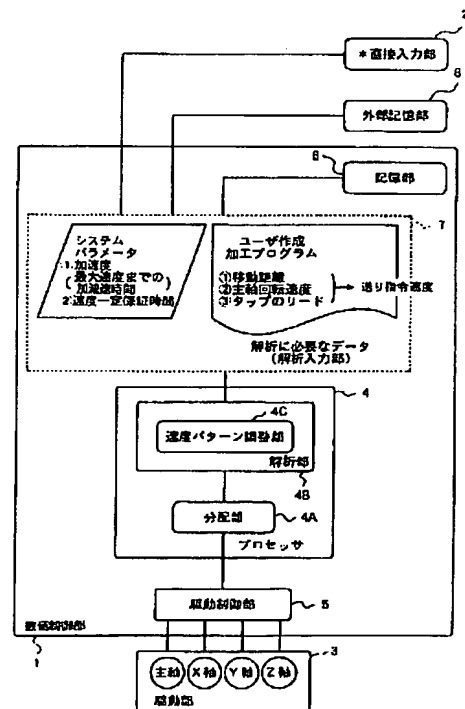 2
*直接入力部
8
外部記憶部
6
記憶部
7
システム
パラメータ
1.加速度
(最大速度までの
加減速時間)
2.速度一定保証時間
ユーザ作成
加工プログラム
①移動距離
②主軸回転速度
③タップのリード
送り指令速度
解析に必要なデータ
(解析入力部)
4
4C
速度パターン調整部
解析部
4B
分配部
4A
プロセッサ
駆動制御部
5
数値制御部
1
3
主軸
X軸
Y軸
Z軸
駆動部